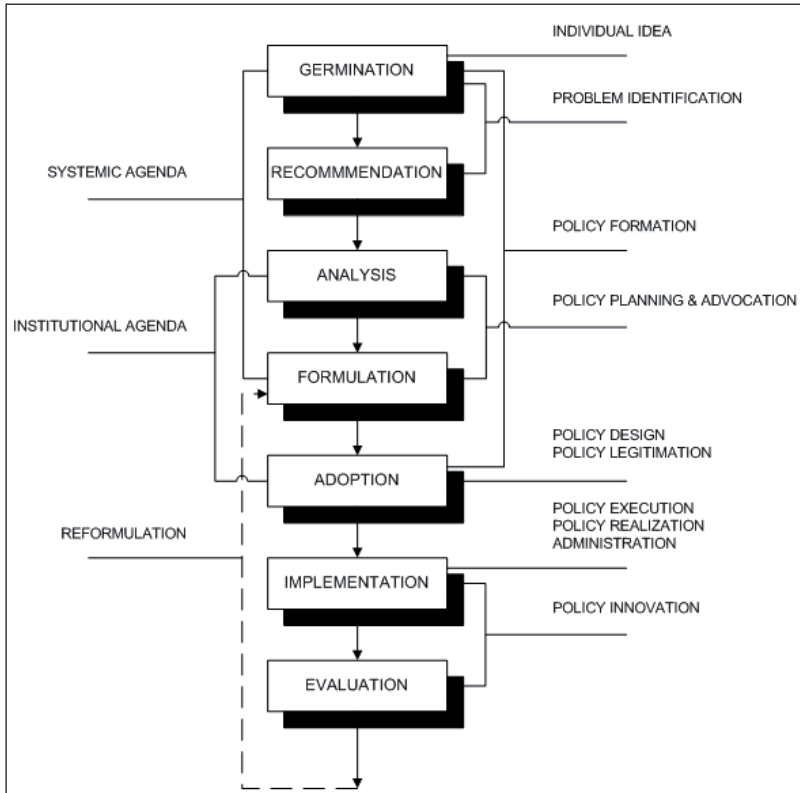 INDIVIDUAL IDEA
GERMINATION
PROBLEM IDENTIFICATION
SYSTEMIC AGENDA
RECOMMMENDATION
POLICY FORMATION
ANALYSIS
POLICY PLANNING & ADVOCATION
INSTITUTIONAL AGENDA
FORMULATION
POLICY DESIGN
POLICY LEGITIMATION
ADOPTION
POLICY EXECUTION
POLICY REALIZATION
ADMINISTRATION
REFORMULATION
IMPLEMENTATION
POLICY INNOVATION
EVALUATION